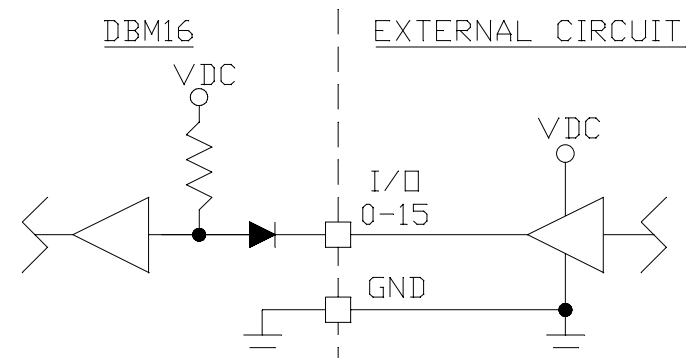 DBM16
EXTERNAL CIRCUIT
VDC
VDC
I/O
0-15
GND